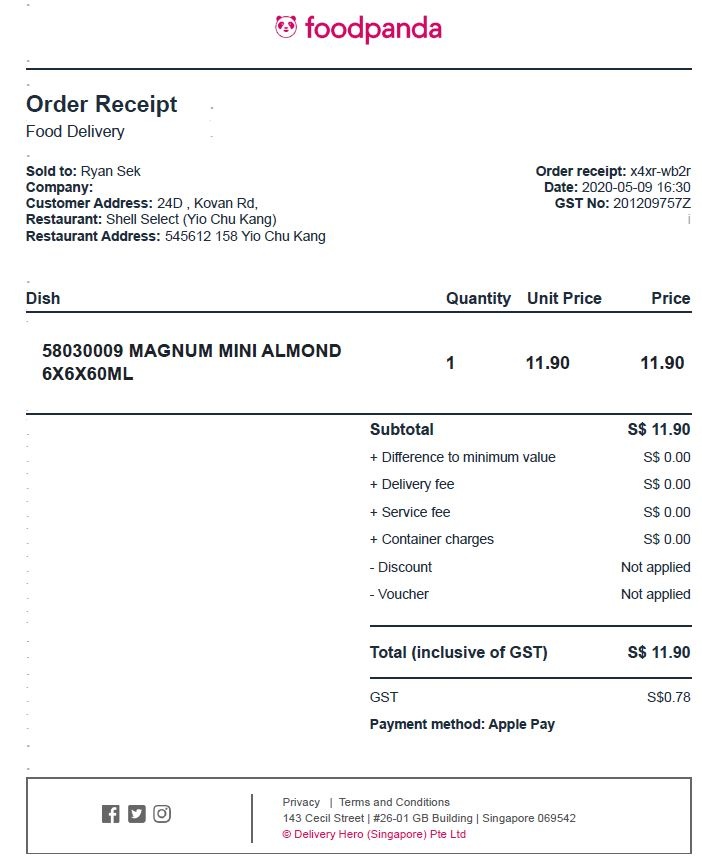 foodpanda
Order Receipt
Food Delivery
Sold to: Ryan Sek
Company:
Customer Address: 24D , Kovan Rd,
Restaurant: Shell Select (Yio Chu Kang)
Restaurant Address: 545612 158 Yio Chu Kang
Order receipt: x4xr-wb2r
Date: 2020-05-09 16:30
GST No: 201209757Z
Dish Quantity Unit Price Price
58030009 MAGNUM MINI ALMOND
6X6X60ML
1 11.90 11.90
Subtotal S$ 11.90
+ Difference to minimum value S$ 0.00
+ Delivery fee S$ 0.00
+ Service fee S$ 0.00
+ Container charges S$ 0.00
- Discount Not applied
- Voucher Not applied
Total (inclusive of GST) S$ 11.90
GST S$0.78
Payment method: Apple Pay
Privacy | Terms and Conditions
143 Cecil Street | #26-01 GB Building | Singapore 069542
© Delivery Hero (Singapore) Pte Ltd